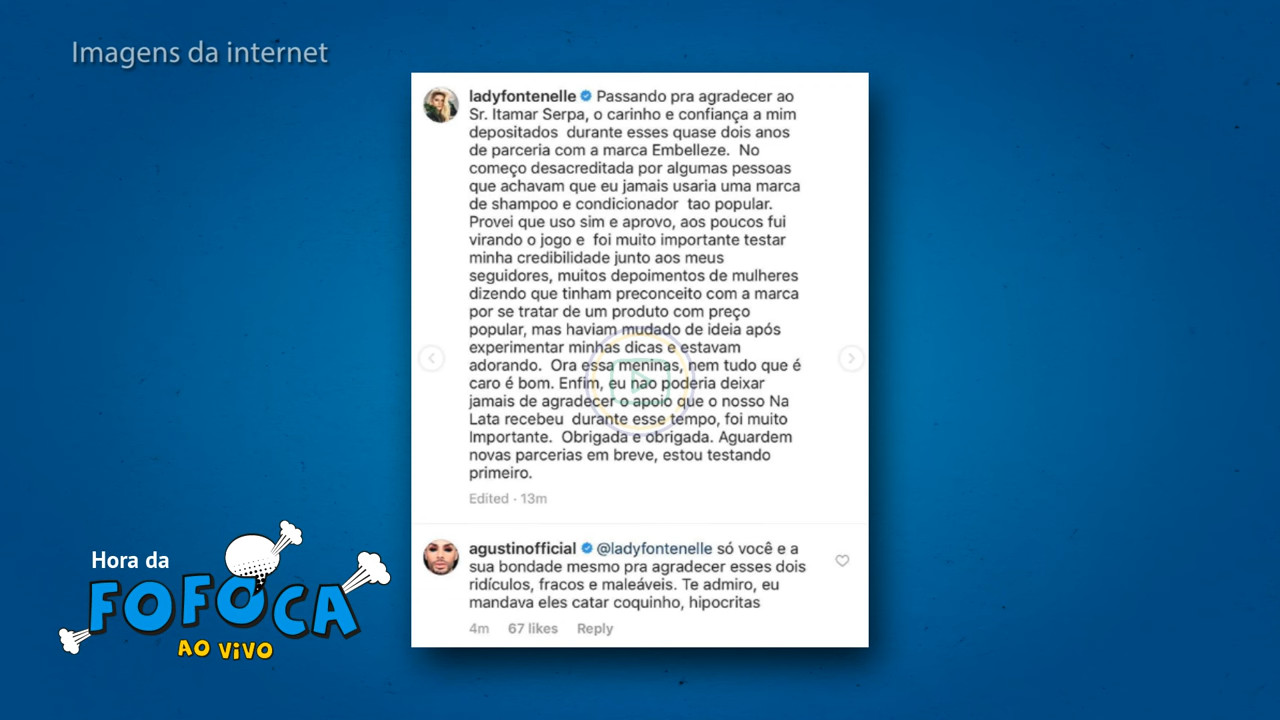 Imagens da internet
ladyfontenelle Passando pra agradecer ao
Sr. Itamar Serpa, o carinho e confiança a mim
depositados durante esses quase dois anos
de parceria com a marca Embelleze. No
começo desacreditada por algumas pessoas
que achavam que eu jamais usaria uma marca
de shampoo e condicionador tao popular.
Provei que uso sim e aprovo, aos poucos fui
virando o jogo e foi muito importante testar
minha credibilidade junto aos meus
seguidores, muitos depoimentos de mulheres
dizendo que tinham preconceito com a marca
por se tratar de um produto com preço
popular, mas haviam mudado de ideia após
experimentar minhas dicas e estavam
adorando. Ora essa meninas, nem tudo que é
caro é bom. Enfim, eu nao poderia deixar
jamais de agradecer o apoio que o nosso Na
Lata recebeu durante esse tempo, foi muito
Importante. Obrigada e obrigada. Aguardem
novas parcerias em breve, estou testando
primeiro.
Edited · 13m
agustinofficial @ladyfontenelle só você e a
sua bondade mesmo pra agradecer esses dois
ridículos, fracos e maleáveis. Te admiro, eu
mandava eles catar coquinho, hipocritas
4m 67 likes Reply
Hora da
FOFOCA
AO VIVO